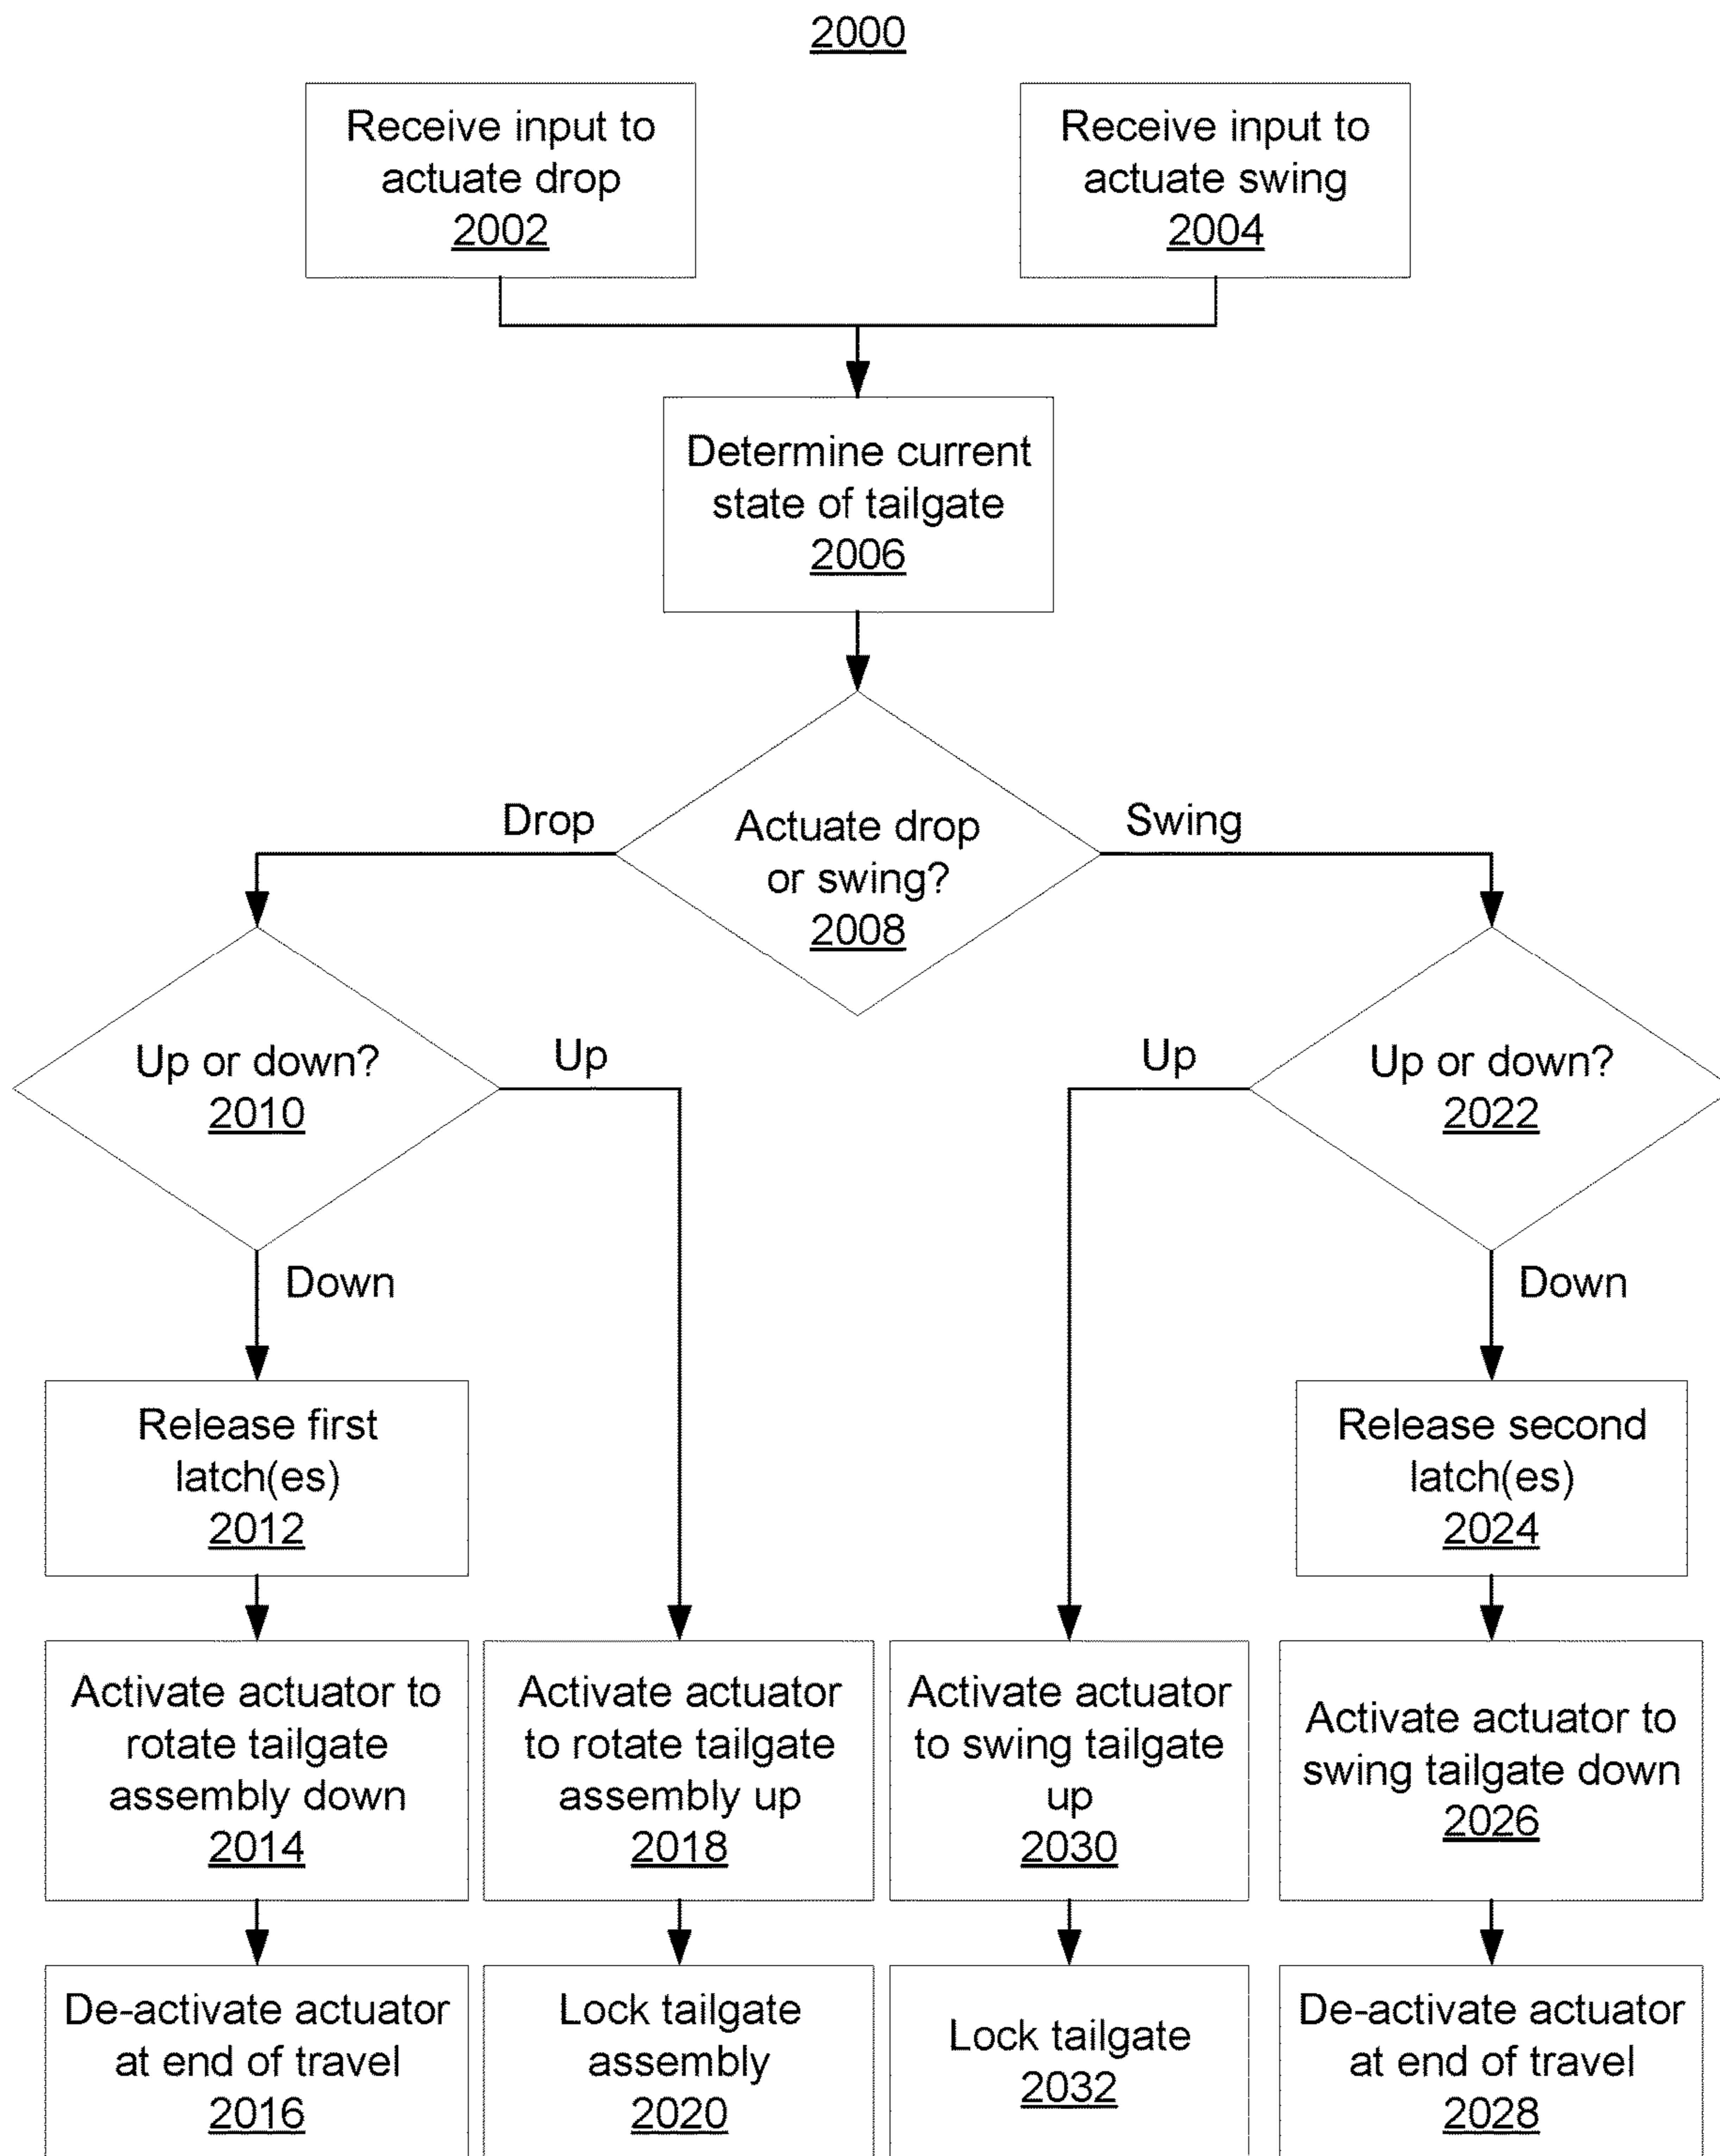 2000
Receive input to
actuate drop
2002
Receive input to
actuate swing
2004
Determine current
state of tailgate
2006
Drop
Actuate drop
or swing?
2008
Swing
Up or down?
2010
Up
Down
Up
Up or down?
2022
Down
Release first
latch(es)
2012
Release second
latch(es)
2024
Activate actuator to
rotate tailgate
assembly down
2014
Activate actuator
to rotate tailgate
assembly up
2018
Activate actuator
to swing tailgate
up
2030
Activate actuator to
swing tailgate down
2026
De-activate actuator
at end of travel
2016
Lock tailgate
assembly
2020
Lock tailgate
2032
De-activate actuator
at end of travel
2028